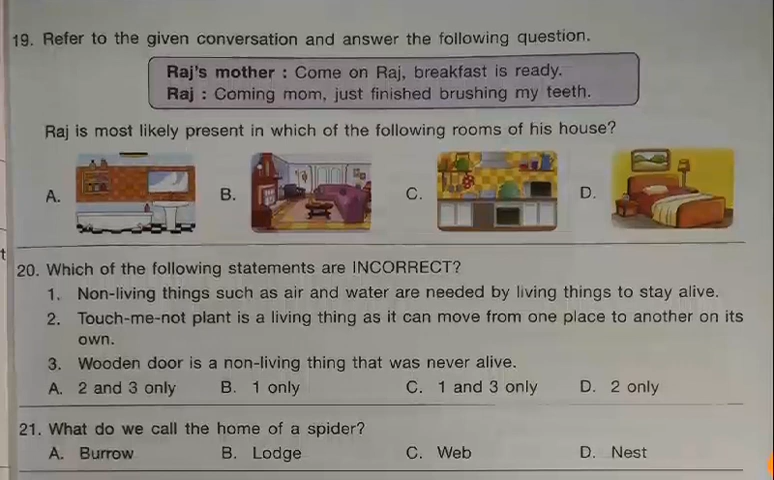 19. Refer to the given conversation and answer the following question.
Raj's mother : Come on Raj, breakfast is ready.
Raj : Coming mom, just finished brushing my teeth.
Raj is most likely present in which of the following rooms of his house?
A. B. C. D.
20. Which of the following statements are INCORRECT?
1. Non-living things such as air and water are needed by living things to stay alive.
2. Touch-me-not plant is a living thing as it can move from one place to another on its
own.
3. Wooden door is a non-living thing that was never alive.
A. 2 and 3 only B. 1 only C. 1 and 3 only D. 2 only
21. What do we call the home of a spider?
A. Burrow B. Lodge C. Web D. Nest